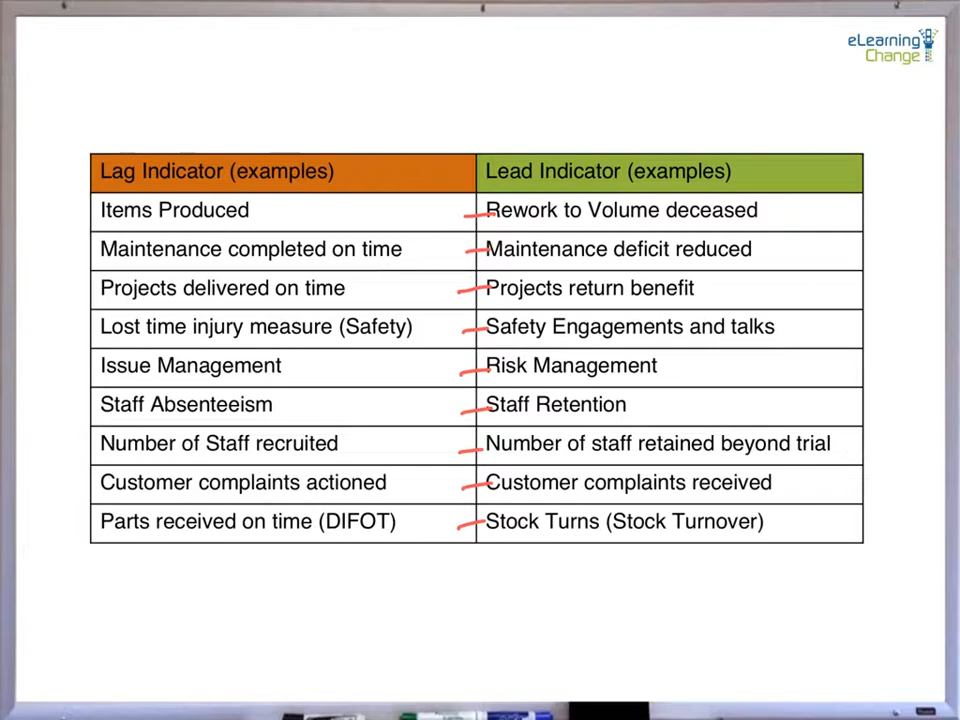 eLearning
Change
Lag Indicator (examples) Lead Indicator (examples)
Items Produced Rework to Volume deceased
Maintenance completed on time Maintenance deficit reduced
Projects delivered on time Projects return benefit
Lost time injury measure (Safety) Safety Engagements and talks
Issue Management Risk Management
Staff Absenteeism Staff Retention
Number of Staff recruited Number of staff retained beyond trial
Customer complaints actioned Customer complaints received
Parts received on time (DIFOT) Stock Turns (Stock Turnover)